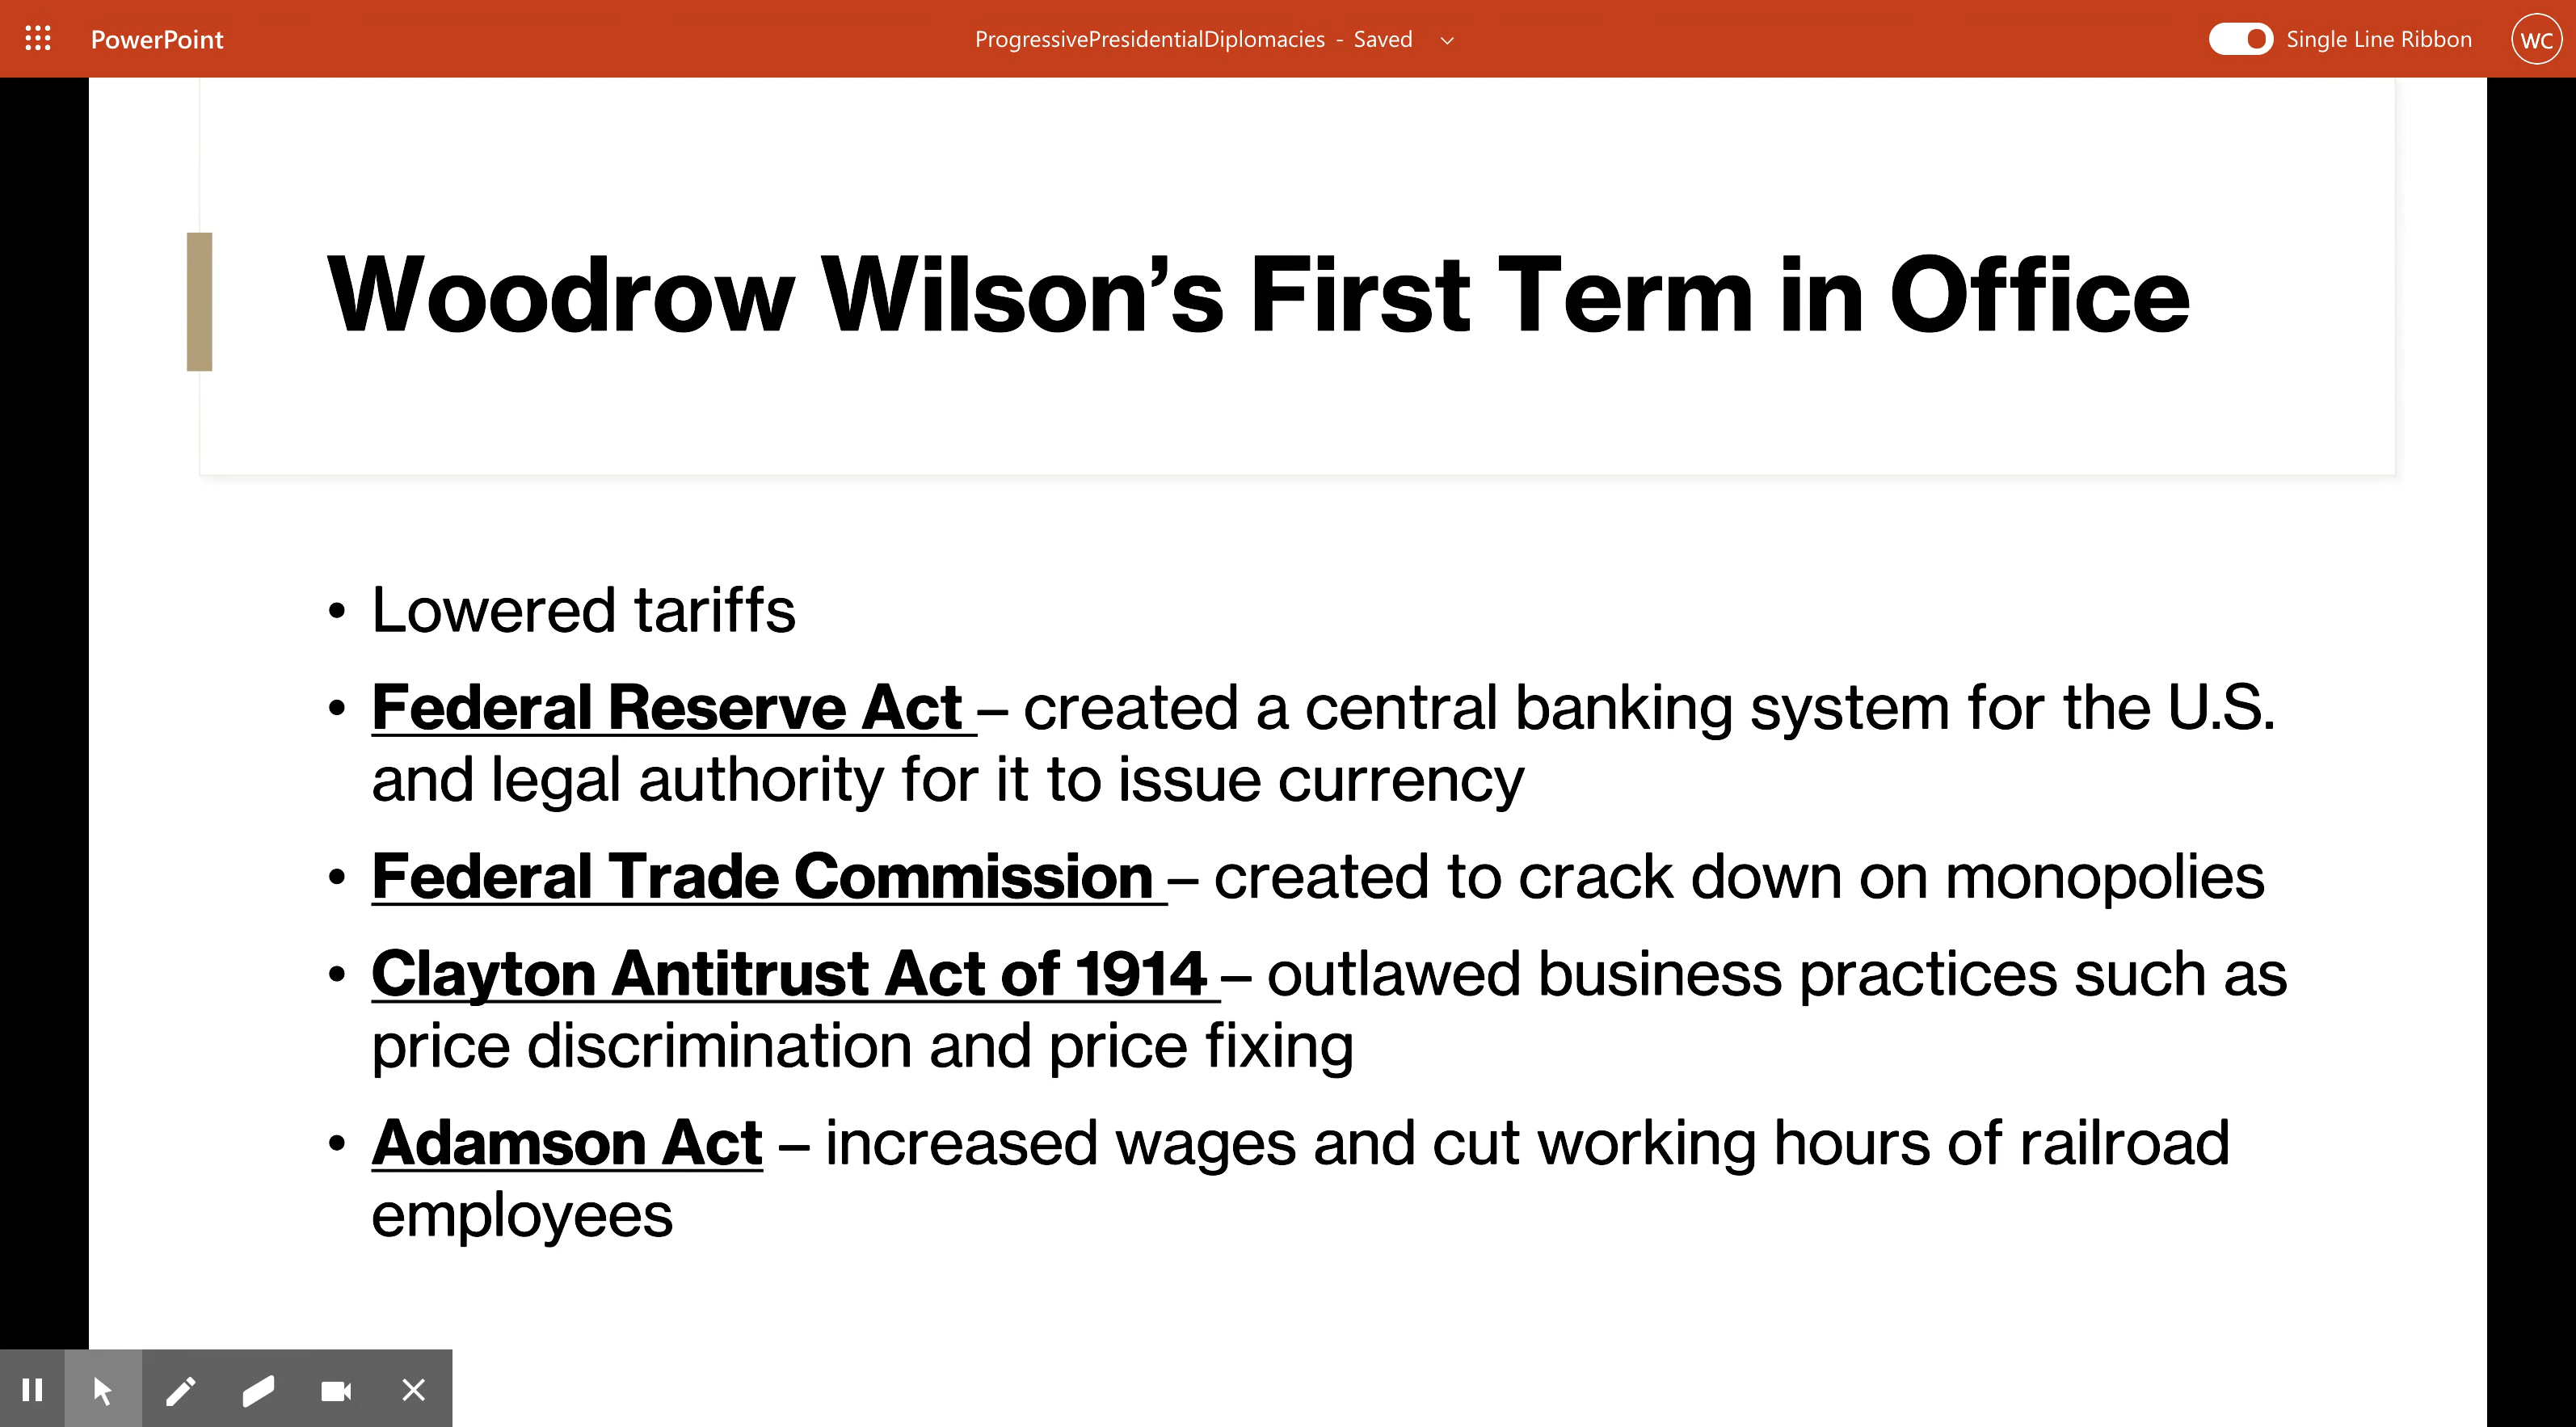 PowerPoint
ProgressivePresidentialDiplomacies - Saved
Single Line Ribbon
WC
Woodrow Wilson’s First Term in Office
• Lowered tariffs
• Federal Reserve Act – created a central banking system for the U.S.
and legal authority for it to issue currency
• Federal Trade Commission – created to crack down on monopolies
• Clayton Antitrust Act of 1914 – outlawed business practices such as
price discrimination and price fixing
• Adamson Act – increased wages and cut working hours of railroad
employees